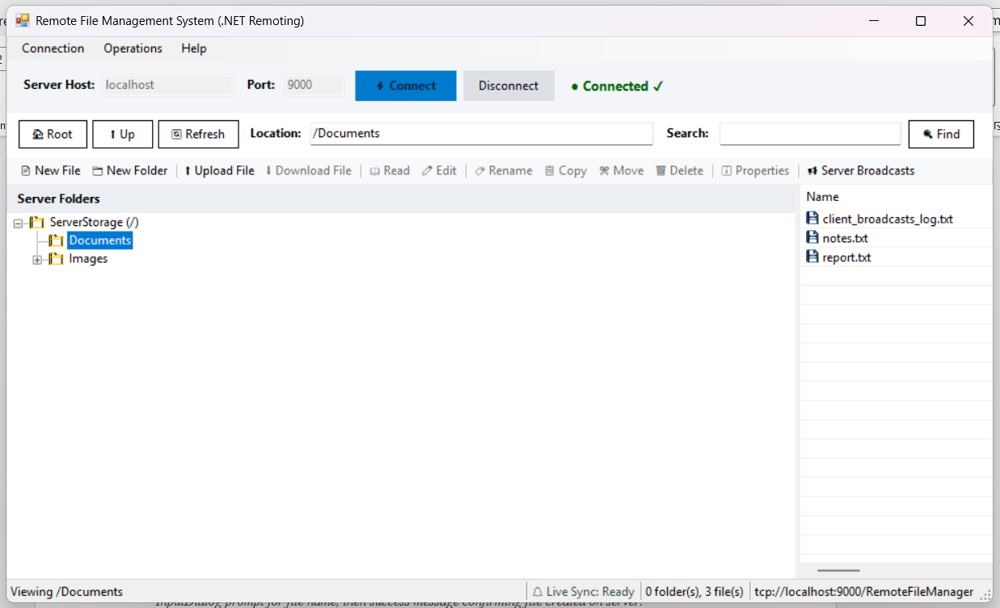 Remote File Management System (.NET Remoting)
Connection Operations Help
Server Host: localhost Port: 9000 Connect Disconnect ● Connected ✓
Root Up Refresh Location: /Documents Search: Find
New File New Folder Upload File Download File Read Edit Rename Copy Move Delete Properties Server Broadcasts
Server Folders
ServerStorage (/)
Documents
Images
Name
client_broadcasts_log.txt
notes.txt
report.txt
Viewing /Documents Live Sync: Ready 0 folder(s), 3 file(s) tcp://localhost:9000/RemoteFileManager
InputDialog prompt for file name, then success message confirming file created on server.